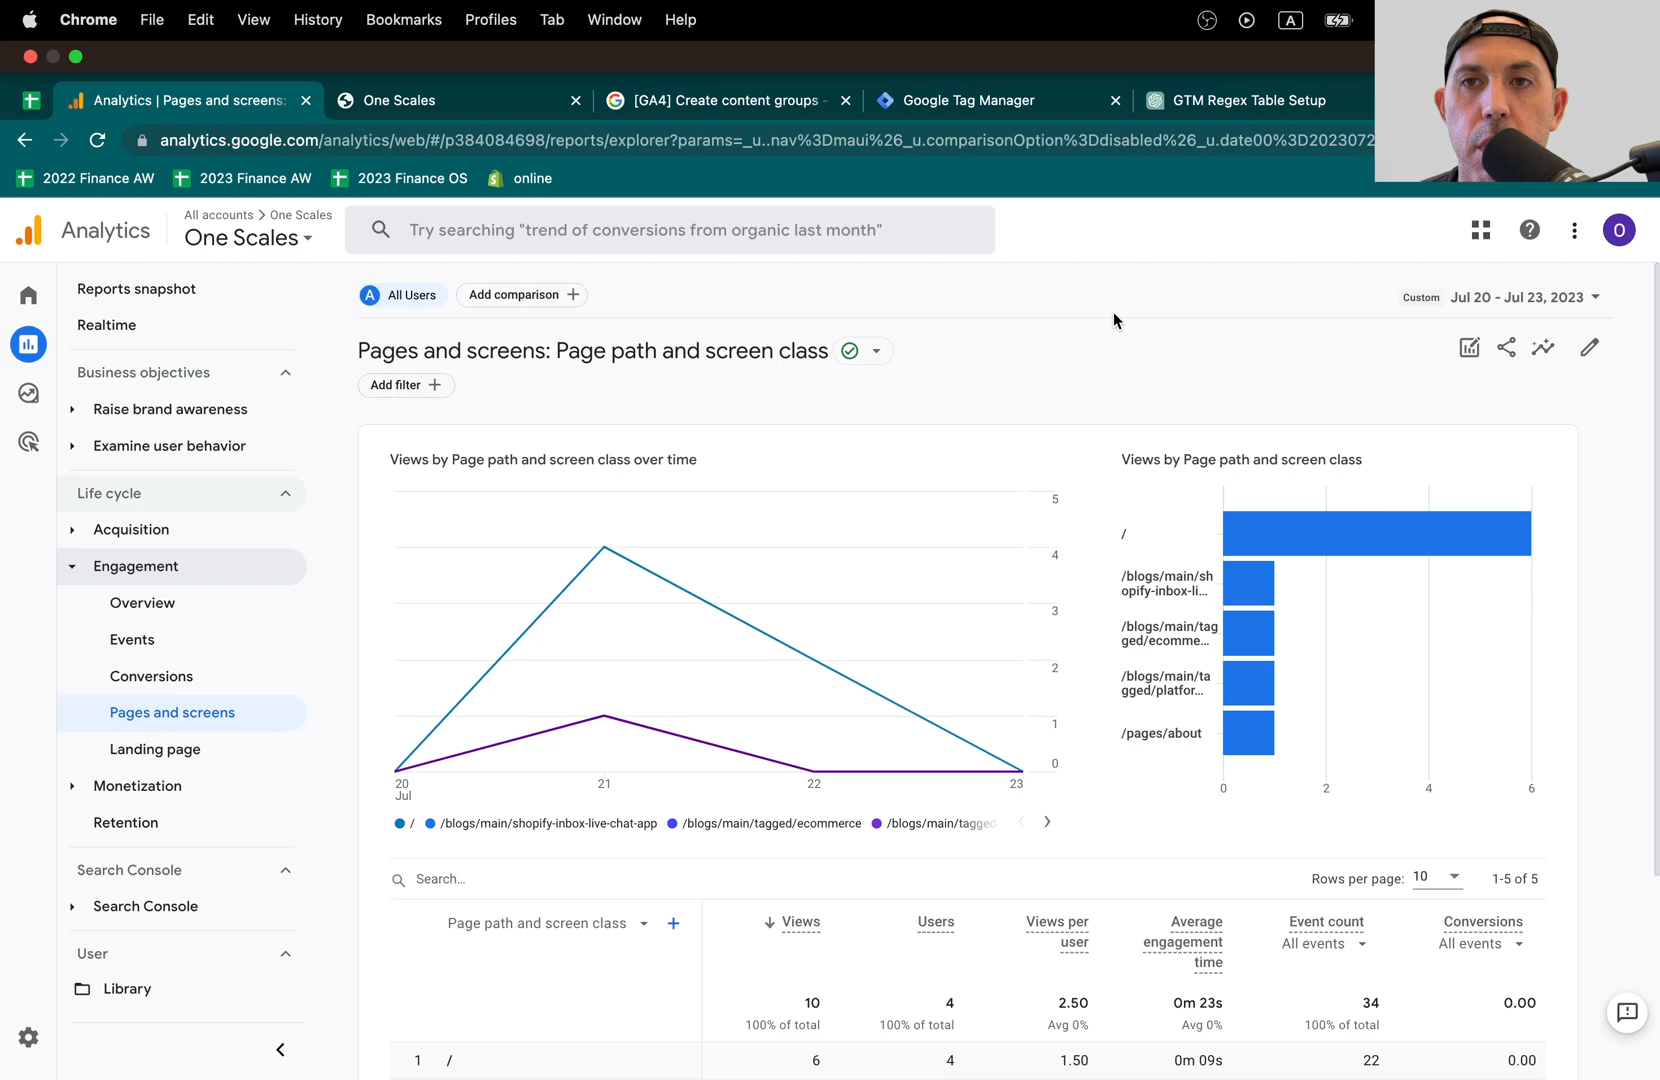 Chrome File Edit View History Bookmarks Profiles Tab Window Help A
Analytics | Pages and screens: One Scales [GA4] Create content groups - Google Tag Manager GTM Regex Table Setup
analytics.google.com/analytics/web/#/p384084698/reports/explorer?params=_u..nav%3Dmaui%26_u.comparisonOption%3Ddisabled%26_u.date00%3D2023072
2022 Finance AW 2023 Finance AW 2023 Finance OS online
Analytics
All accounts > One Scales
One Scales
Try searching "trend of conversions from organic last month"
O
Reports snapshot
Realtime
Business objectives
Raise brand awareness
Examine user behavior
Life cycle
Acquisition
Engagement
Overview
Events
Conversions
Pages and screens
Landing page
Monetization
Retention
Search Console
Search Console
User
Library
A All Users Add comparison +
Custom Jul 20 - Jul 23, 2023
Pages and screens: Page path and screen class
Add filter +
Views by Page path and screen class over time
5
4
3
2
1
0
20
Jul
21
22
23
/ /blogs/main/shopify-inbox-live-chat-app /blogs/main/tagged/ecommerce /blogs/main/tagged
Views by Page path and screen class
/
/blogs/main/sh
opify-inbox-li...
/blogs/main/tag
ged/ecomme...
/blogs/main/ta
gged/platfor...
/pages/about
0 2 4 6
Search...
Rows per page: 10 1-5 of 5
Page path and screen class +
Views
Users
Views per
user
Average
engagement
time
Event count
All events
Conversions
All events
10 4 2.50 0m 23s 34 0.00
100% of total 100% of total Avg 0% Avg 0% 100% of total
1 / 6 4 1.50 0m 09s 22 0.00